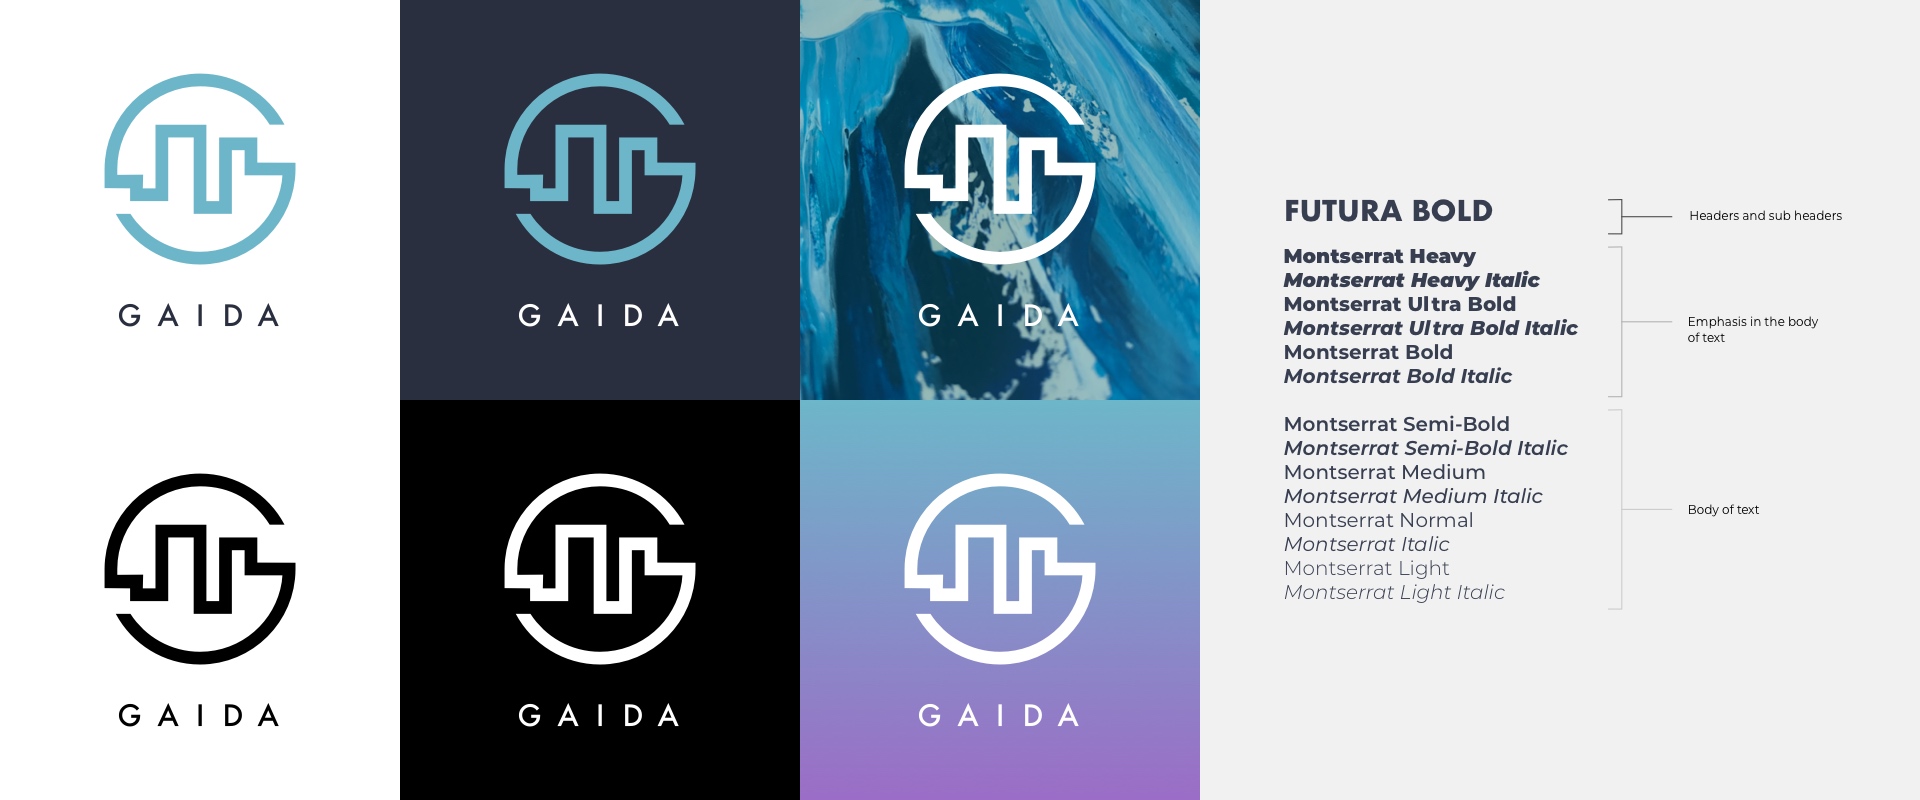 GAIDA
GAIDA
GAIDA
GAIDA
GAIDA
GAIDA
FUTURA BOLD
Headers and sub headers
Montserrat Heavy
Montserrat Heavy Italic
Montserrat Ultra Bold
Montserrat Ultra Bold Italic
Montserrat Bold
Montserrat Bold Italic
Emphasis in the body
of text
Montserrat Semi-Bold
Montserrat Semi-Bold Italic
Montserrat Medium
Montserrat Medium Italic
Montserrat Normal
Montserrat Italic
Montserrat Light
Montserrat Light Italic
Body of text